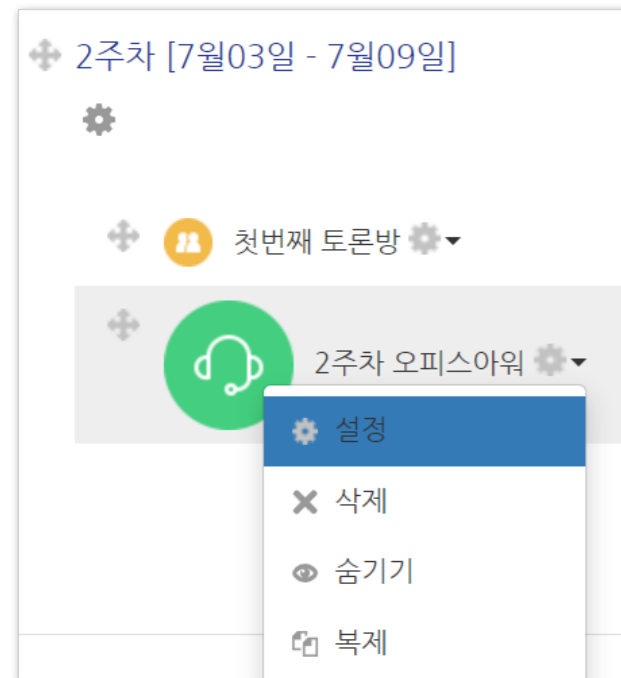 2주차 [7월03일 - 7월09일]
첫번째 토론방
2주차 오피스아워
설정
삭제
숨기기
복제